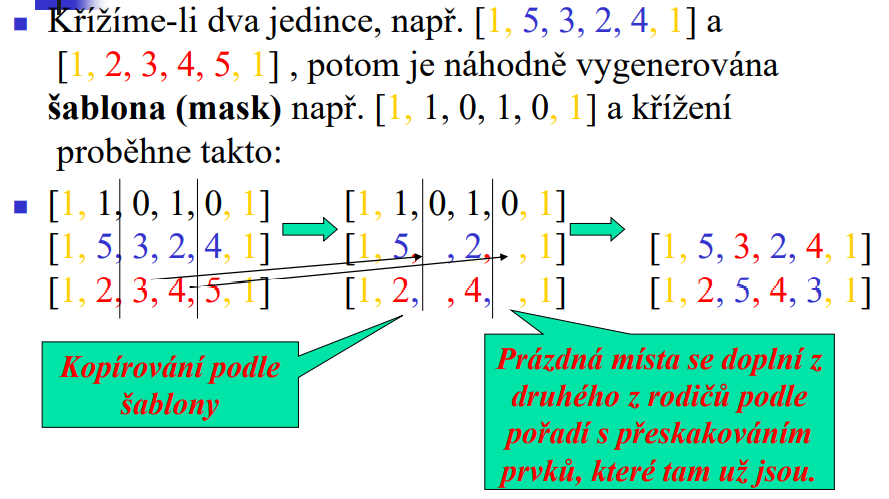 Křížíme-li dva jedince, např. [1, 5, 3, 2, 4, 1] a
[1, 2, 3, 4, 5, 1] , potom je náhodně vygenerována
šablona (mask) např. [1, 1, 0, 1, 0, 1] a křížení
proběhne takto:
[1, 1, 0, 1, 0, 1] [1, 1, 0, 1, 0, 1]
[1, 5, 3, 2, 4, 1] [1, 5, , 2, , 1] [1, 5, 3, 2, 4, 1]
[1, 2, 3, 4, 5, 1] [1, 2, , 4, , 1] [1, 2, 5, 4, 3, 1]
Kopírování podle
šablony
Prázdná místa se doplní z
druhého z rodičů podle
pořadí s přeskakováním
prvků, které tam už jsou.